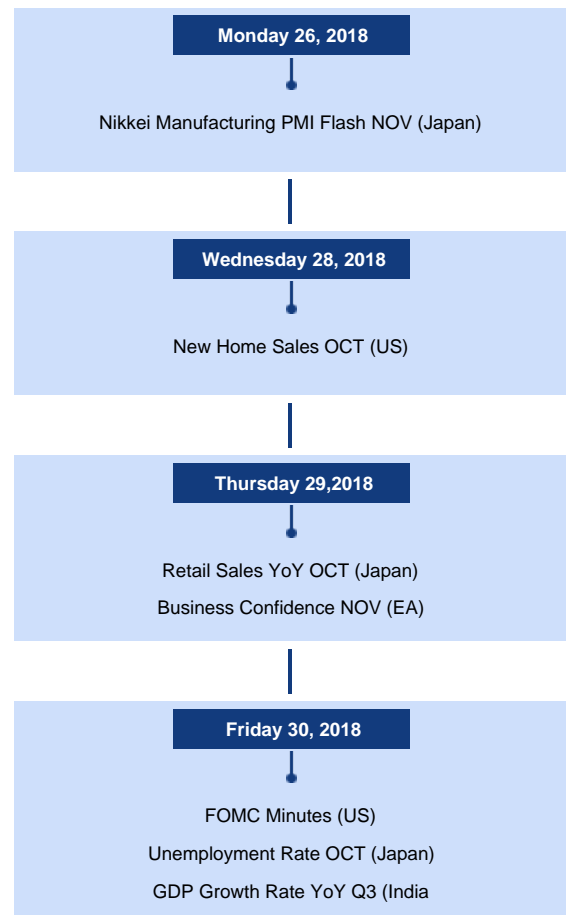 Monday 26, 2018
Nikkei Manufacturing PMI Flash NOV (Japan)
Wednesday 28, 2018
New Home Sales OCT (US)
Thursday 29,2018
Retail Sales YoY OCT (Japan)
Business Confidence NOV (EA)
Friday 30, 2018
FOMC Minutes (US)
Unemployment Rate OCT (Japan)
GDP Growth Rate YoY Q3 (India